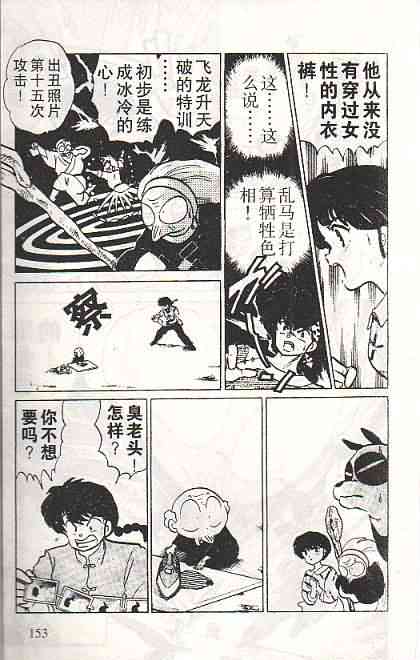 他从来没
有穿过女
性的内衣
裤！
这……这
么说……
乱马是打
算牺牲色
相！
飞龙升天
破的特训
……
初步是练
成冰冷的
心！
出丑照片
第十五次
攻击！
察
臭老头！
怎样？
你不想
要吗？
153